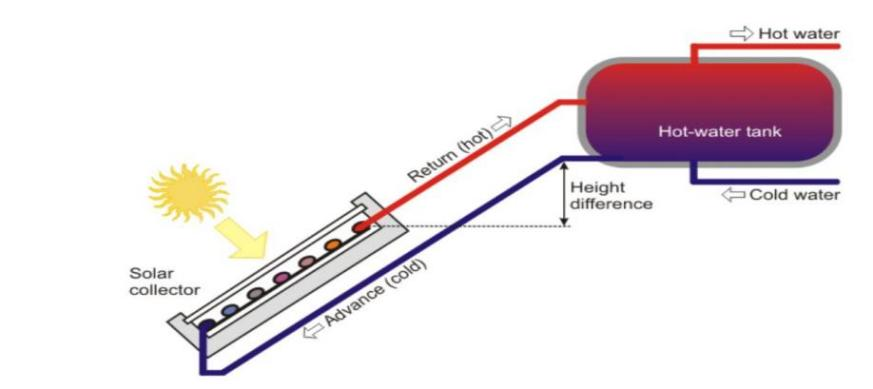 Hot water
Hot-water tank
Return (hot)
Height
difference
Cold water
Solar
collector
Advance (cold)